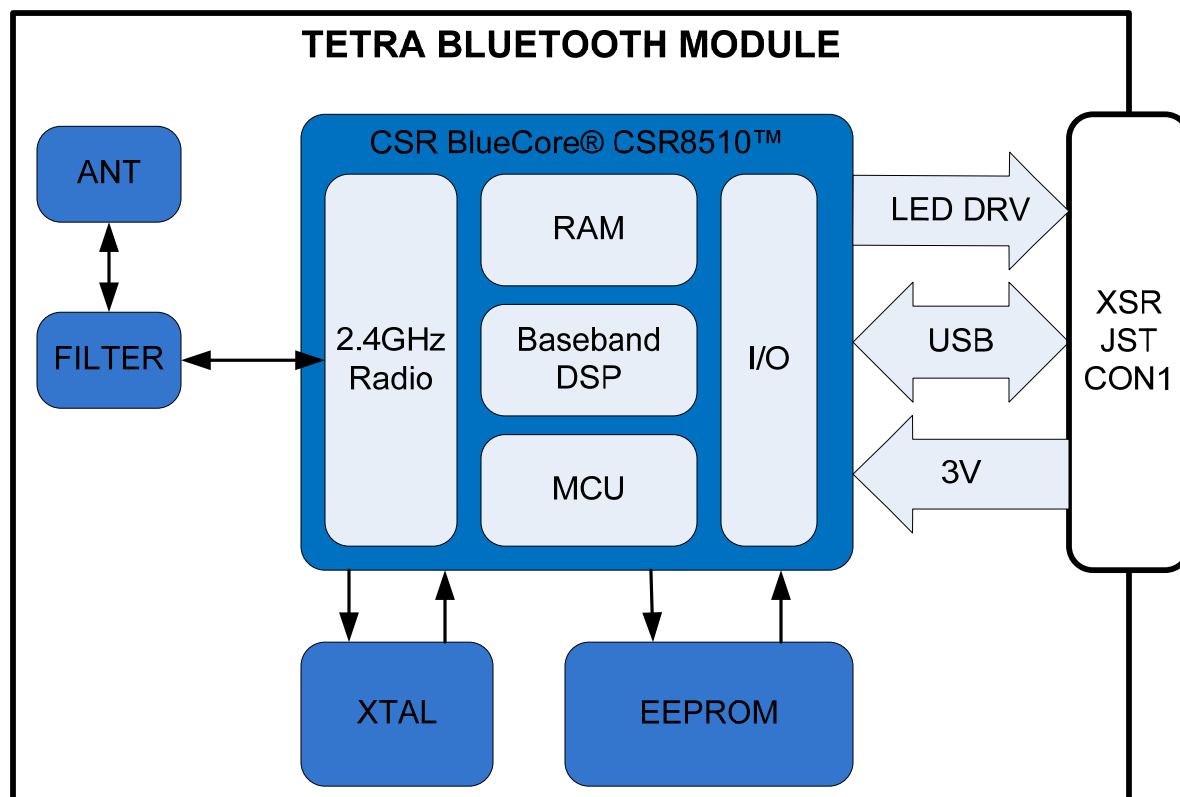 TETRA BLUETOOTH MODULE
ANT
FILTER
CSR BlueCore® CSR8510™
2.4GHz
Radio
RAM
Baseband
DSP
MCU
I/O
LED DRV
USB
3V
XSR
JST
CON1
XTAL
EEPROM